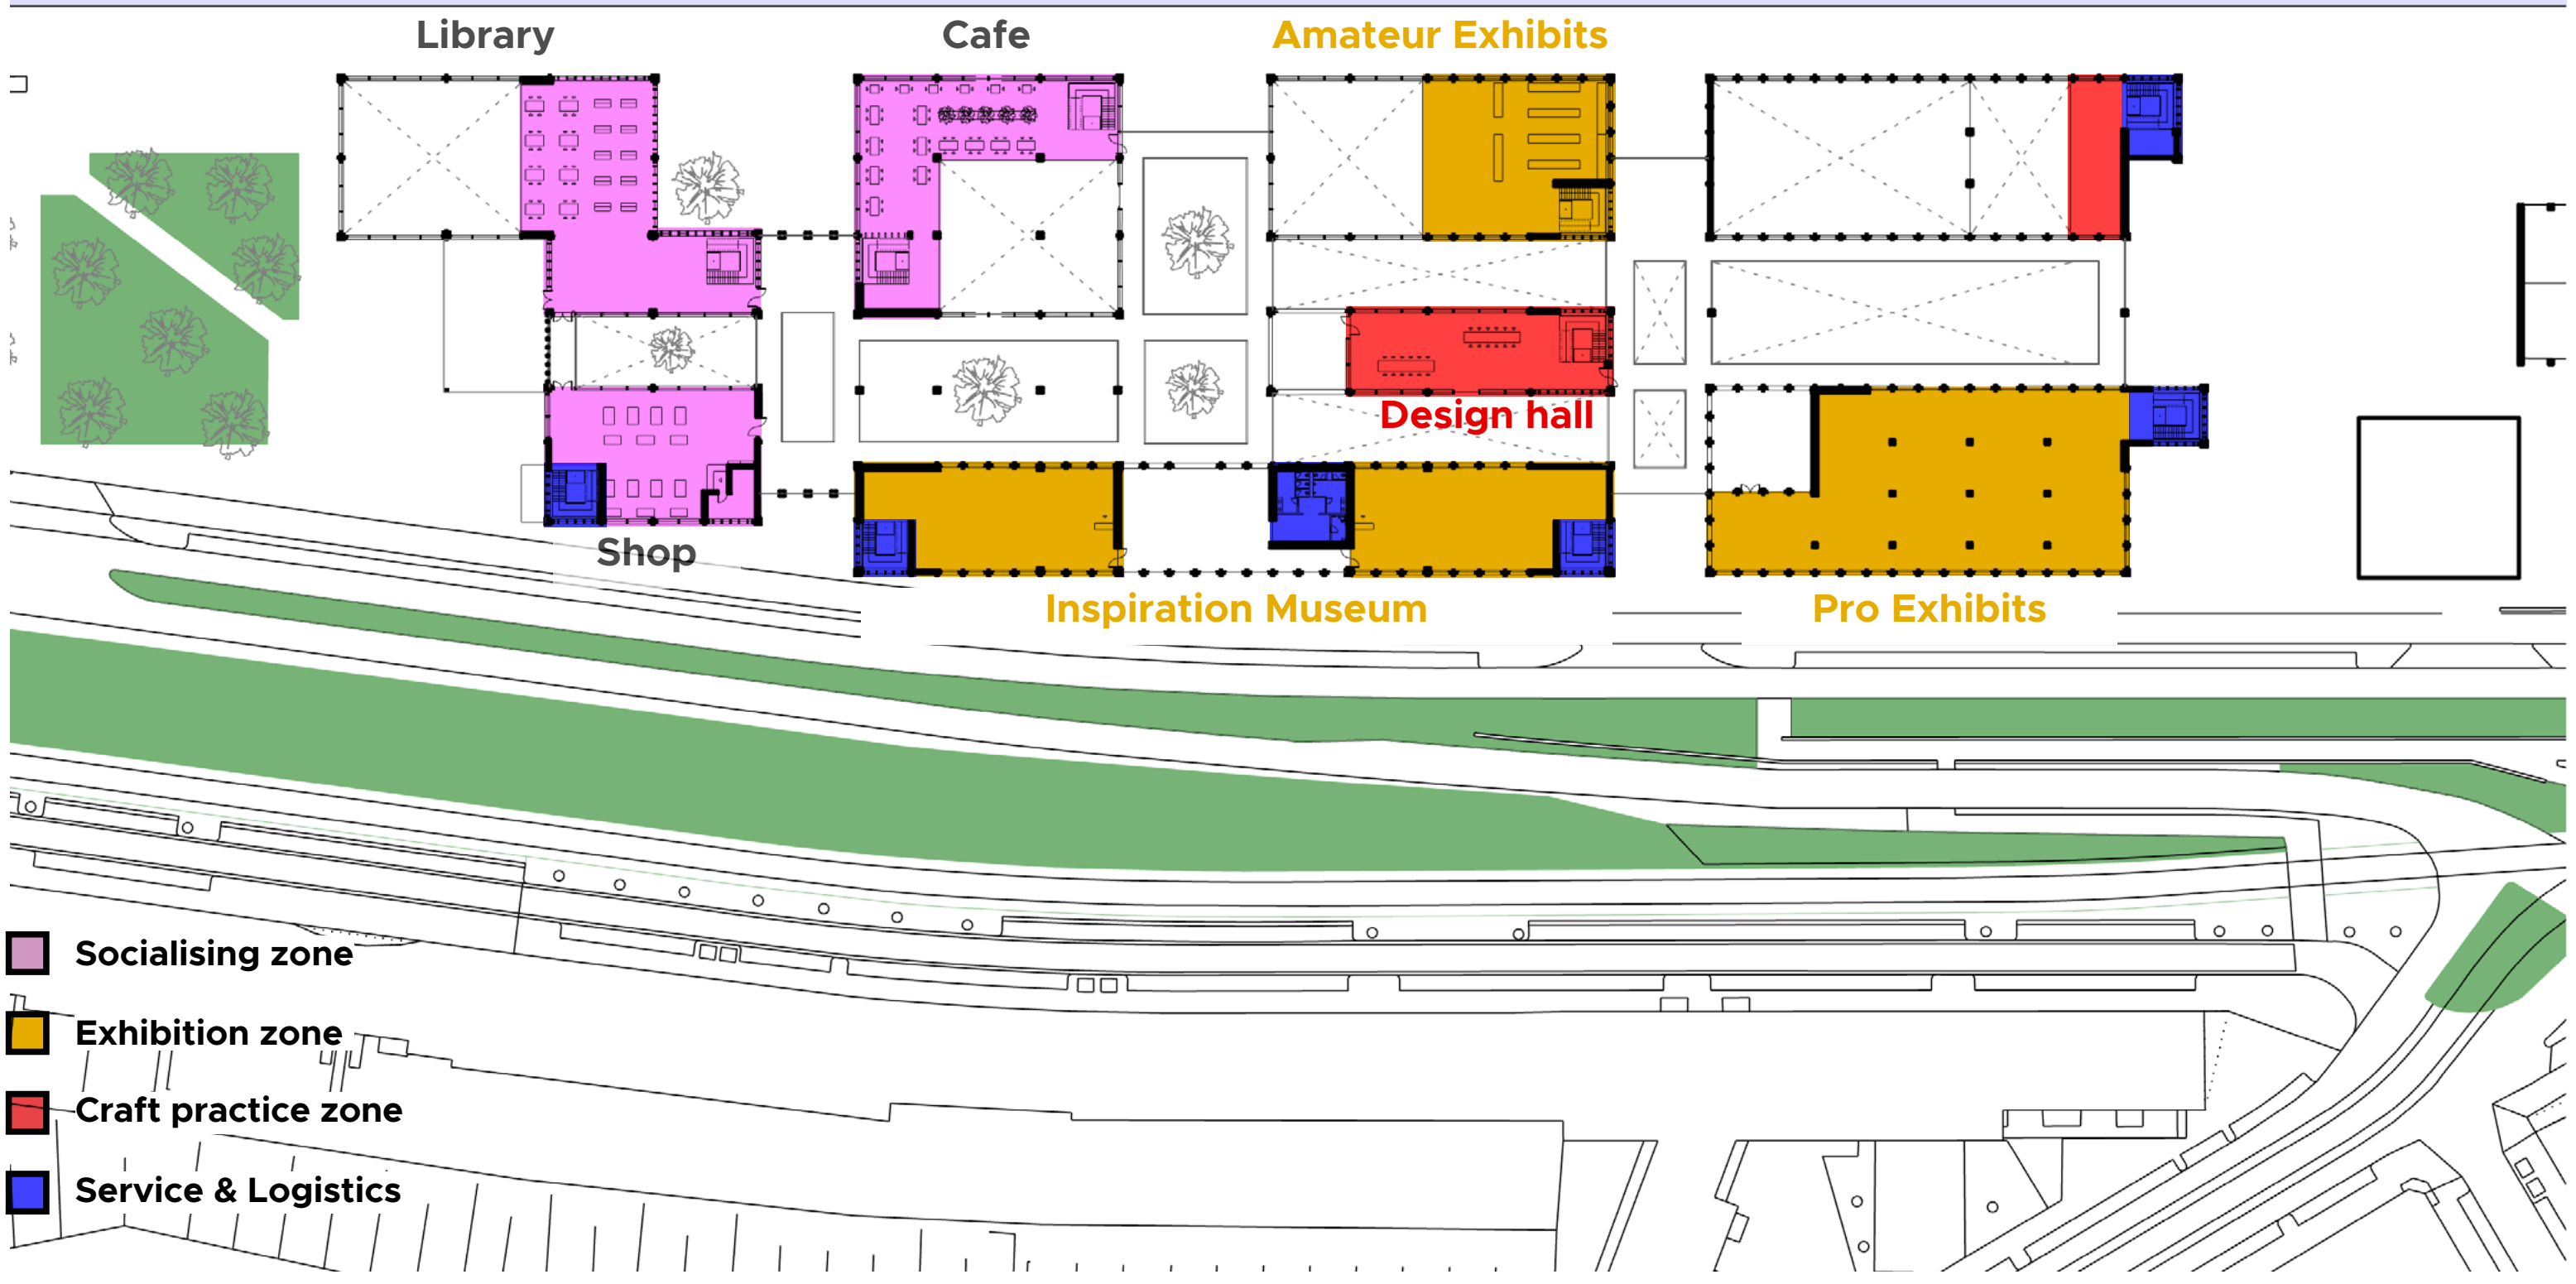 Library
Cafe
Amateur Exhibits
Design hall
Shop
Inspiration Museum
Pro Exhibits
Socialising zone
Exhibition zone
Craft practice zone
Service & Logistics